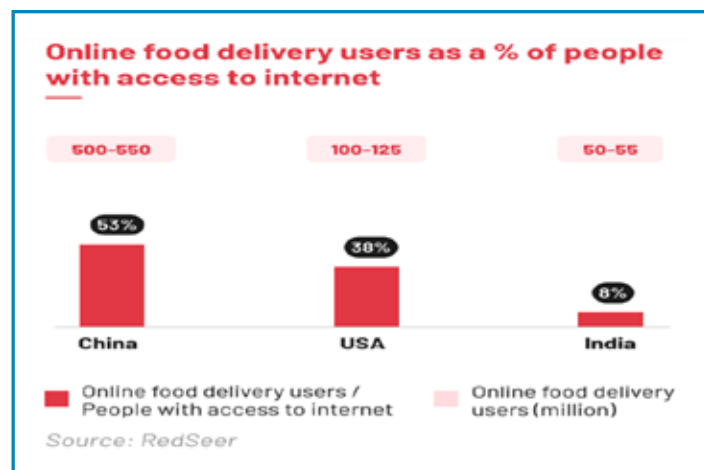 Online food delivery users as a % of people
with access to internet
500-550 100-125 50-55
53% 38% 8%
China USA India
Online food delivery users /
People with access to internet
Online food delivery
users (million)
Source: RedSeer